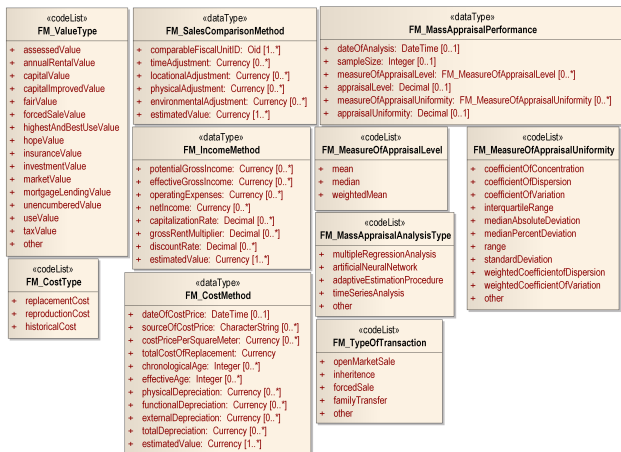 «codeList»
FM_ValueType
+ assessedValue
+ annualRentalValue
+ capitalValue
+ capitalImprovedValue
+ fairValue
+ forcedSaleValue
+ highestAndBestUseValue
+ hopeValue
+ insuranceValue
+ investmentValue
+ marketValue
+ mortgageLendingValue
+ unencumberedValue
+ useValue
+ taxValue
+ other
«codeList»
FM_CostType
+ replacementCost
+ reproductionCost
+ historicalCost
«dataType»
FM_SalesComparisonMethod
+ comparableFiscalUnitID: Oid [1..*]
+ timeAdjustment: Currency [0..*]
+ locationalAdjustment: Currency [0..*]
+ physicalAdjustment: Currency [0..*]
+ environmentalAdjustment: Currency [0..*]
+ estimatedValue: Currency [1..*]
«dataType»
FM_IncomeMethod
+ potentialGrossIncome: Currency [0..*]
+ effectiveGrossIncome: Currency [0..*]
+ operatingExpenses: Currency [0..*]
+ netIncome: Currency [0..*]
+ capitalizationRate: Decimal [0..*]
+ grossRentMultiplier: Decimal [0..*]
+ discountRate: Decimal [0..*]
+ estimatedValue: Currency [1..*]
«dataType»
FM_CostMethod
+ dateOfCostPrice: DateTime [0..1]
+ sourceOfCostPrice: CharacterString [0..*]
+ costPricePerSquareMeter: Currency [0..*]
+ totalCostOfReplacement: Currency
+ chronologicalAge: Integer [0..*]
+ effectiveAge: Integer [0..*]
+ physicalDepreciation: Currency [0..*]
+ functionalDepreciation: Currency [0..*]
+ externalDepreciation: Currency [0..*]
+ totalDepreciation: Currency [0..*]
+ estimatedValue: Currency [1..*]
«dataType»
FM_MassAppraisalPerformance
+ dateOfAnalysis: DateTime [0..1]
+ sampleSize: Integer [0..1]
+ measureOfAppraisalLevel: FM_MeasureOfAppraisalLevel [0..*]
+ appraisalLevel: Decimal [0..1]
+ measureOfAppraisalUniformity: FM_MeasureOfAppraisalUniformity [0..*]
+ appraisalUniformity: Decimal [0..1]
«codeList»
FM_MeasureOfAppraisalLevel
+ mean
+ median
+ weightedMean
«codeList»
FM_MassAppraisalAnalysisType
+ multipleRegressionAnalysis
+ artificialNeuralNetwork
+ adaptiveEstimationProcedure
+ timeSeriesAnalysis
+ other
«codeList»
FM_TypeOfTransaction
+ openMarketSale
+ inheritence
+ forcedSale
+ familyTransfer
+ other
«codeList»
FM_MeasureOfAppraisalUniformity
+ coefficientOfConcentration
+ coefficientOfDispersion
+ coefficientOfVariation
+ interquartileRange
+ medianAbsoluteDeviation
+ medianPercentDeviation
+ range
+ standardDeviation
+ weightedCoefficientofDispersion
+ weightedCoefficientOfVariation
+ other